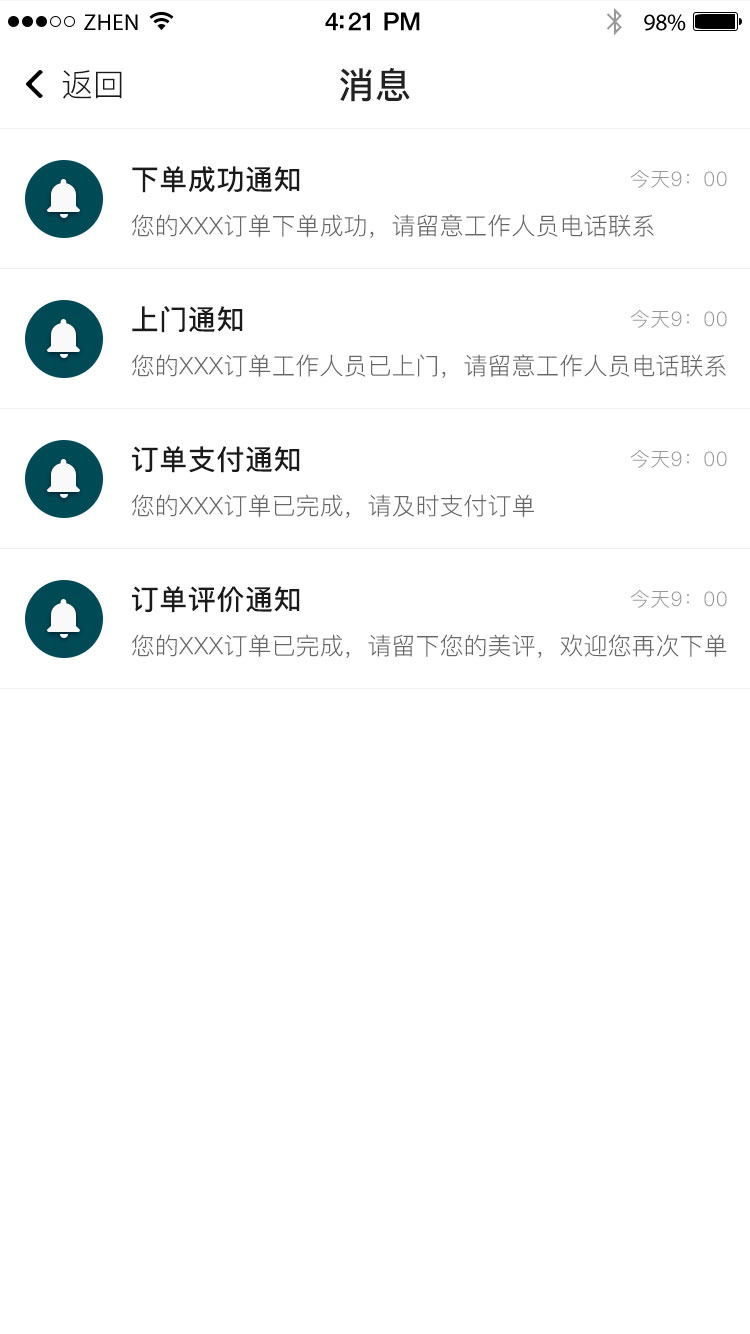 ZHEN 4:21 PM 98%
返回 消息
下单成功通知 今天9：00
您的XXX订单下单成功，请留意工作人员电话联系
上门通知 今天9：00
您的XXX订单工作人员已上门，请留意工作人员电话联系
订单支付通知 今天9：00
您的XXX订单已完成，请及时支付订单
订单评价通知 今天9：00
您的XXX订单已完成，请留下您的美评，欢迎您再次下单